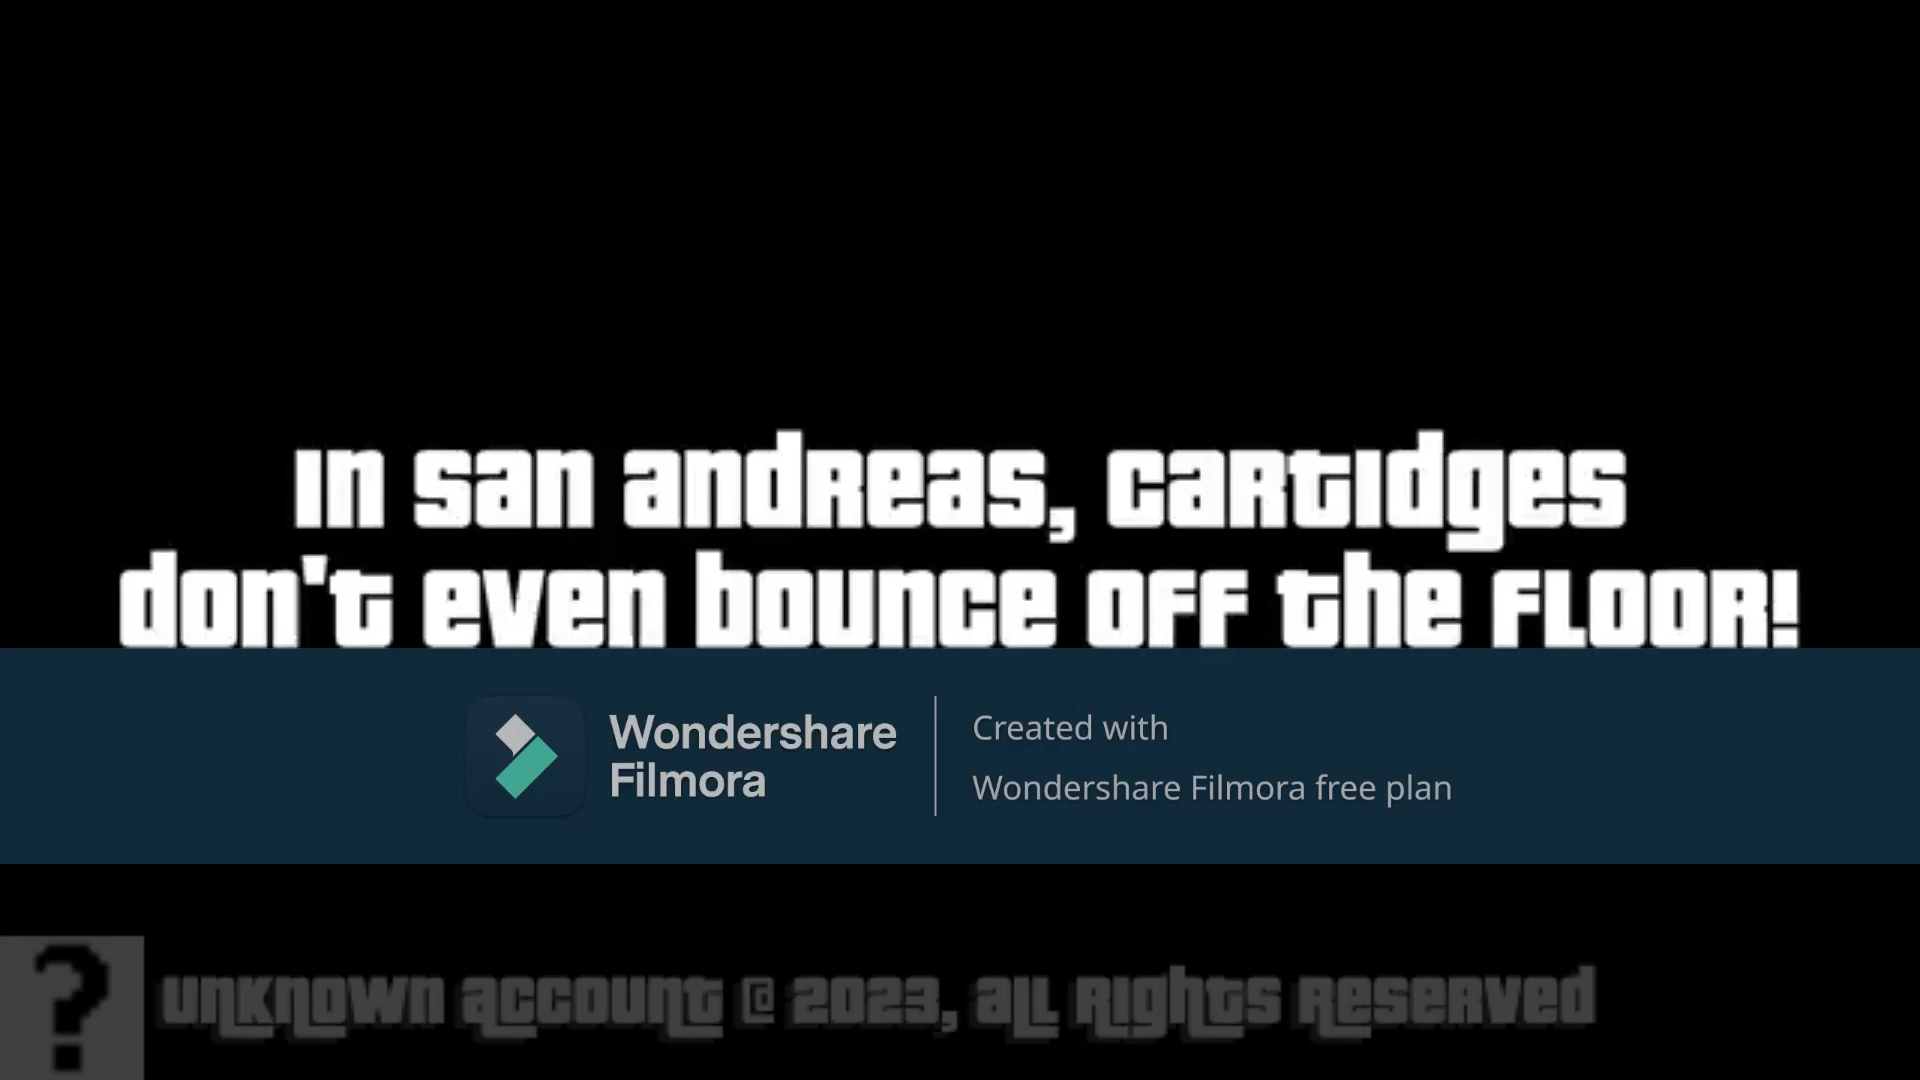 In san andreas, cartidges
don't even bounce off the floor!
Wondershare
Filmora
Created with
Wondershare Filmora free plan
?
unknown account @ 2023, all rights reserved